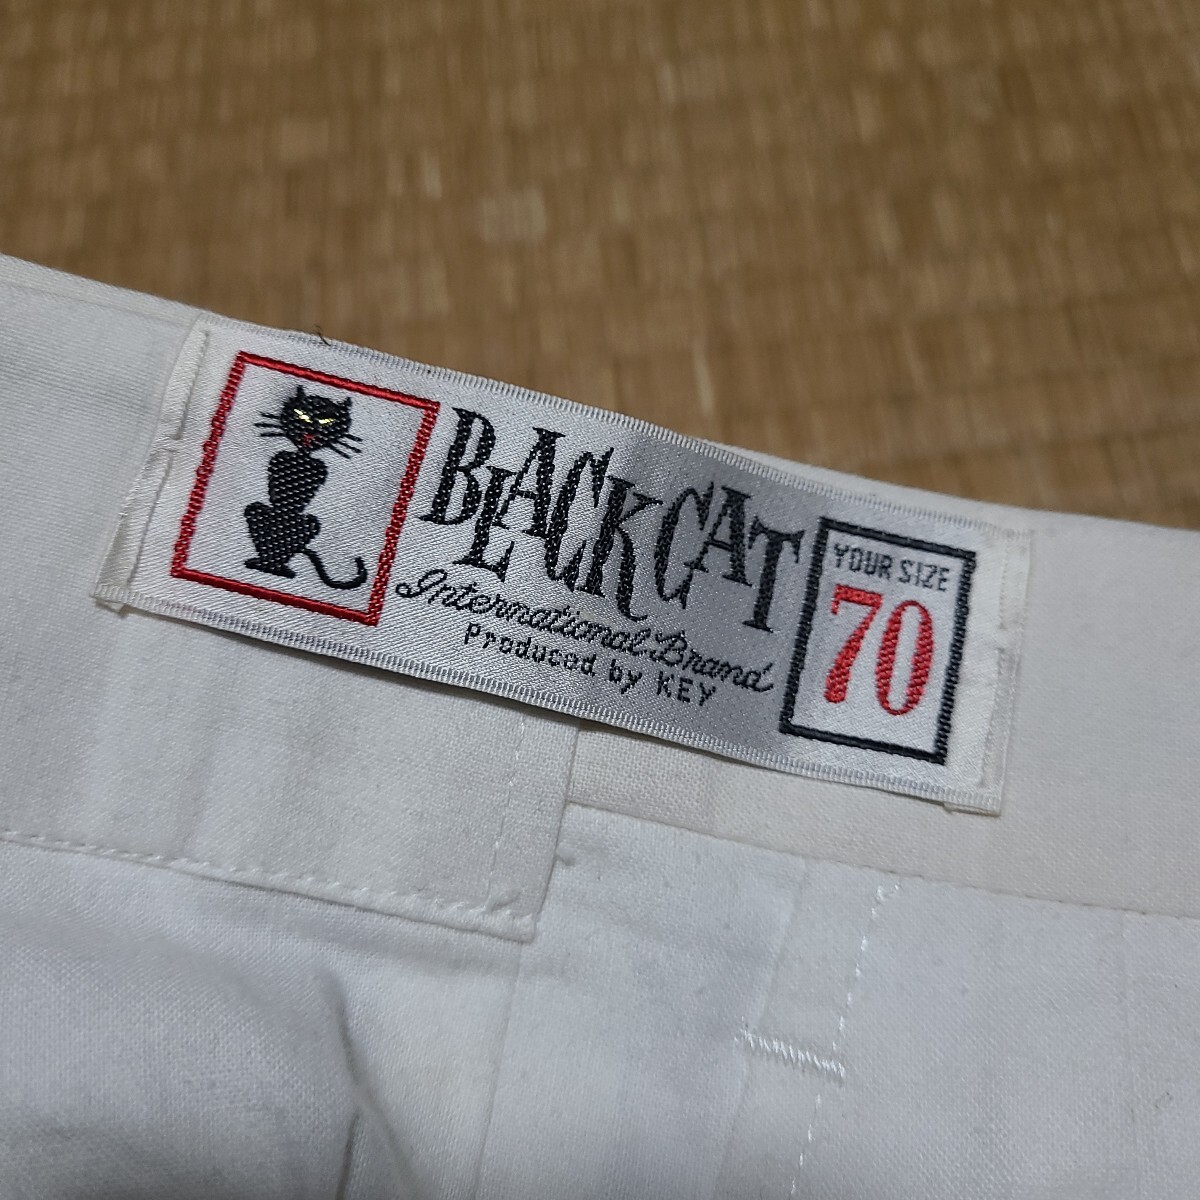 BLACK CAT
International Brand
Produced by KEY
YOUR SIZE
70